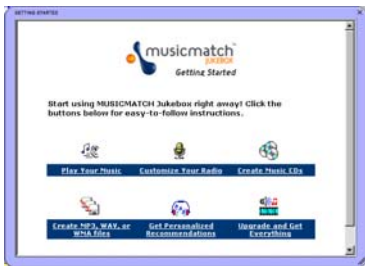 GETTING STARTED
musicmatch
JUKEBOX
Getting Started
Start using MUSICMATCH Jukebox right away! Click the
buttons below for easy-to-follow instructions.
Play Your Music
Customize Your Radio
Create Music CDs
Create MP3, WAV, or
WMA files
Get Personalized
Recommendations
Upgrade and Get
Everything